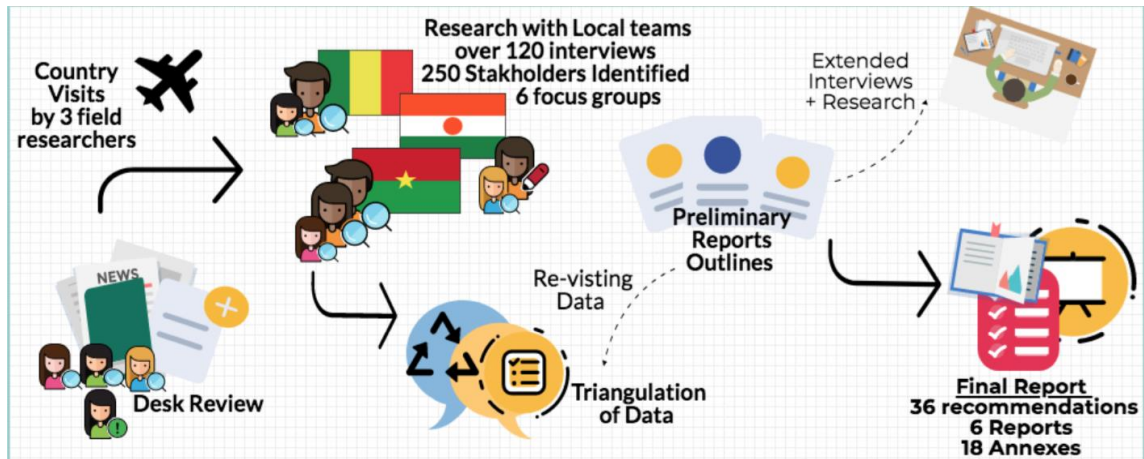 Country
Visits
by 3 field
researchers
Research with Local teams
over 120 interviews
250 Stakholders Identified
6 focus groups
Extended
Interviews
+ Research
NEWS
Desk Review
Preliminary
Reports
Outlines
Re-visting
Data
Triangulation
of Data
Final Report
36 recommendations
6 Reports
18 Annexes